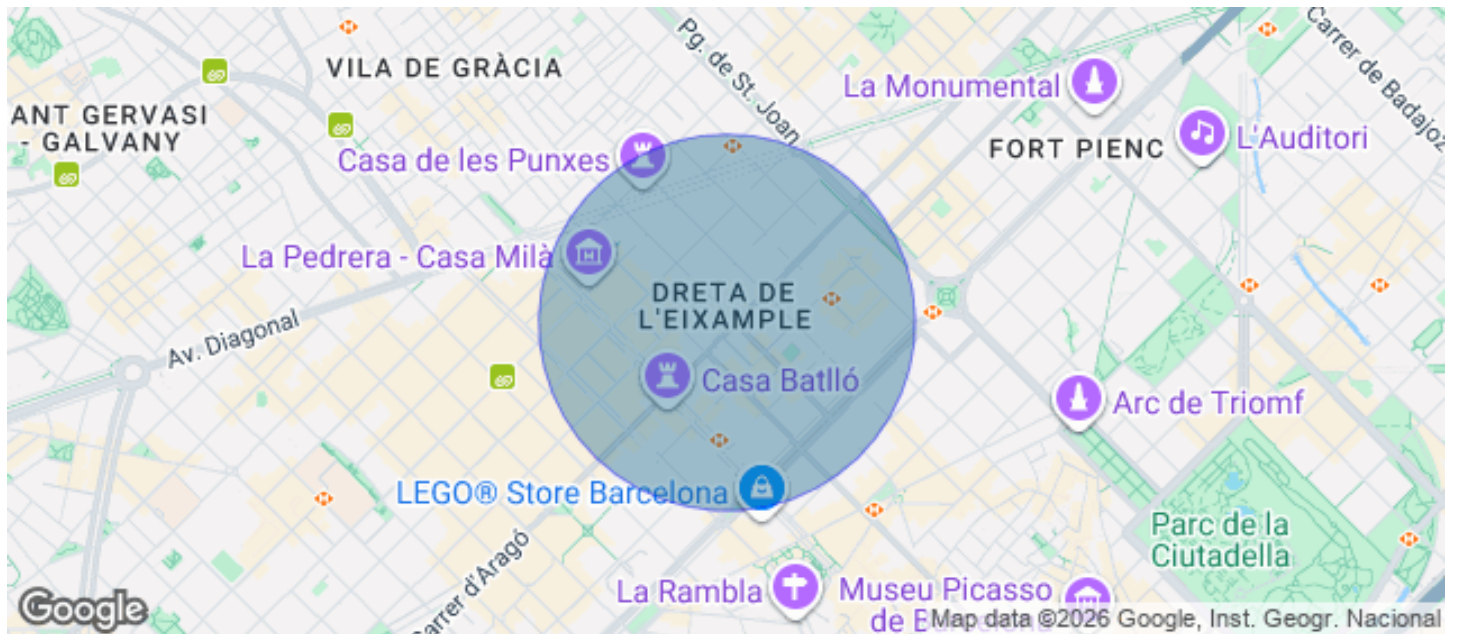 Pg. de St. Joan
Carrer de Badajoz
VILA DE GRÀCIA
La Monumental
ANT GERVASI
- GALVANY
Casa de les Punxes
FORT PIENC
L'Auditori
La Pedrera - Casa Milà
DRETA DE
L'EIXAMPLE
Av. Diagonal
Casa Batlló
Arc de Triomf
LEGO® Store Barcelona
Carrer d'Aragó
Parc de la
Ciutadella
La Rambla
Museu Picasso
de Barcelona
Google
Map data ©2026 Google, Inst. Geogr. Nacional